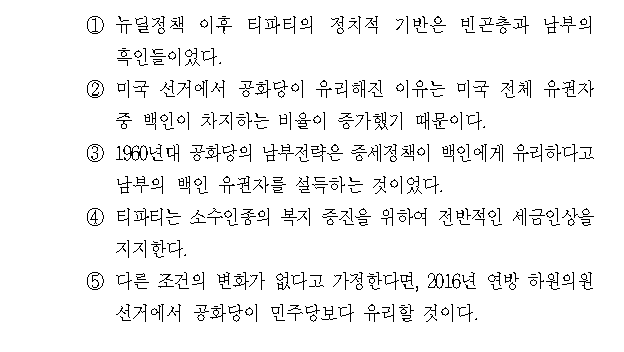 ① 뉴딜정책 이후 티파티의 정치적 기반은 빈곤층과 남부의
흑인들이었다.
② 미국 선거에서 공화당이 유리해진 이유는 미국 전체 유권자
중 백인이 차지하는 비율이 증가했기 때문이다.
③ 1960년대 공화당의 남부전략은 증세정책이 백인에게 유리하다고
남부의 백인 유권자를 설득하는 것이었다.
④ 티파티는 소수인종의 복지 증진을 위하여 전반적인 세금인상을
지지한다.
⑤ 다른 조건의 변화가 없다고 가정한다면, 2016년 연방 하원의원
선거에서 공화당이 민주당보다 유리할 것이다.